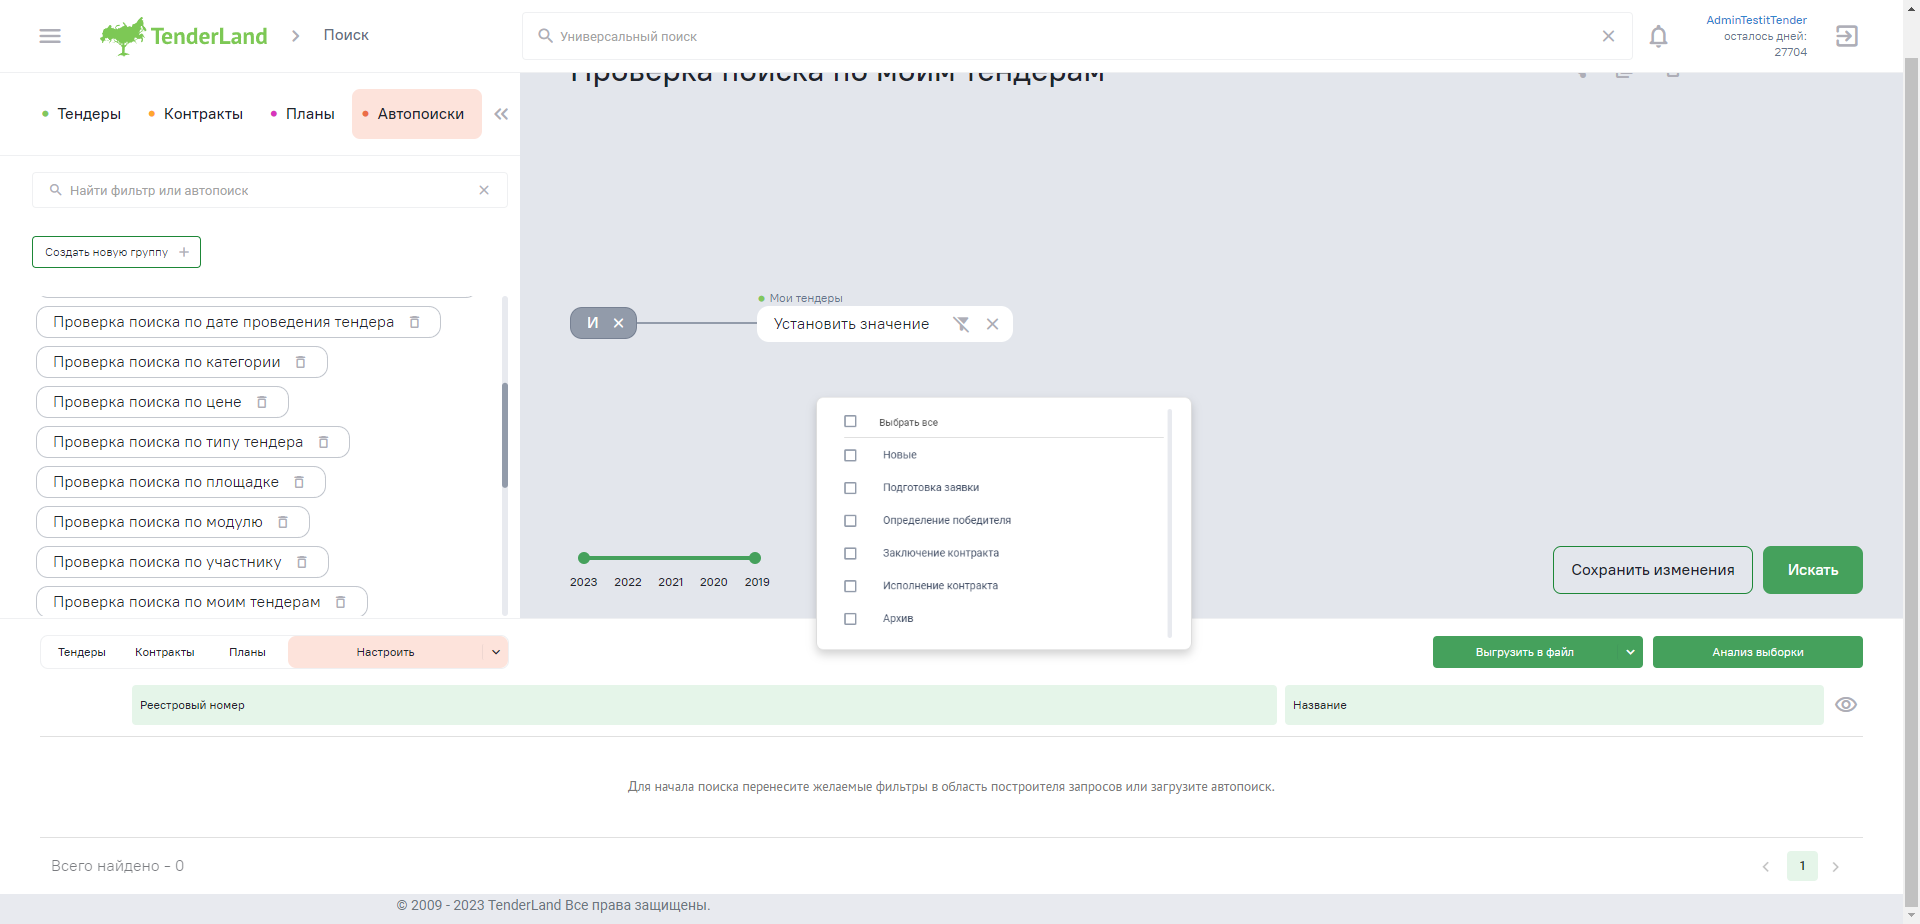 TenderLand
Поиск
Универсальный поиск
AdminTestitTender
осталось дней:
27704
Тендеры
Контракты
Планы
Автопоиски
Проверка поиска по моим тендерам
Найти фильтр или автопоиск
Создать новую группу
Проверка поиска по дате проведения тендера
Проверка поиска по категории
Проверка поиска по цене
Проверка поиска по типу тендера
Проверка поиска по площадке
Проверка поиска по модулю
Проверка поиска по участнику
Проверка поиска по моим тендерам
Мои тендеры
И
Установить значение
Выбрать все
Новые
Подготовка заявки
Определение победителя
Заключение контракта
Исполнение контракта
Архив
2023 2022 2021 2020 2019
Сохранить изменения
Искать
Тендеры
Контракты
Планы
Настроить
Выгрузить в файл
Анализ выборки
Реестровый номер
Название
Для начала поиска перенесите желаемые фильтры в область построителя запросов или загрузите автопоиск.
Всего найдено - 0
1
© 2009 - 2023 TenderLand Все права защищены.